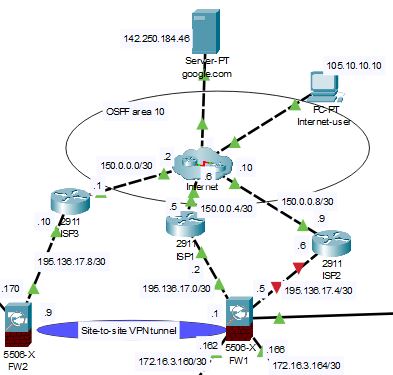 142.250.184.46
Server-PT
google.com
105.10.10.10
PC-PT
Internet-user
OSPF area 10
150.0.0.0/30
.2
.10
.6
Internet
.1
150.0.0.4/30
150.0.0.8/30
.5
.9
.10
2911
ISP3
2911
ISP1
.6
2911
ISP2
195.136.17.8/30
.2
.170
195.136.17.0/30
.5
195.136.17.4/30
.9
.1
Site-to-site VPN tunnel
5506-X
FW2
5506-X
FW1
.162
.166
172.16.3.160/30
172.16.3.164/30